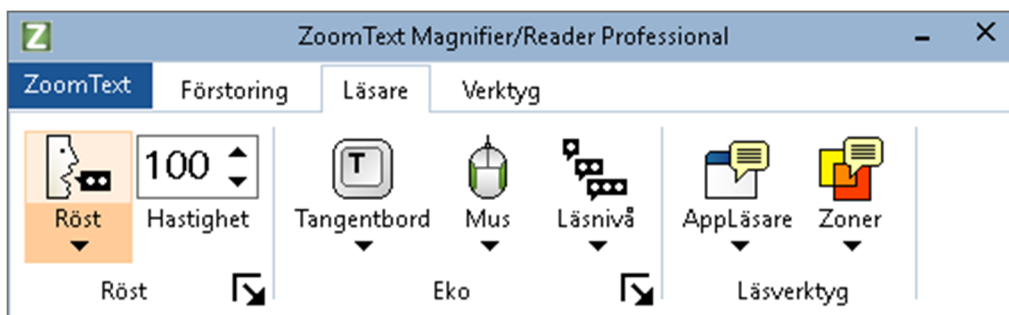 Z ZoomText Magnifier/Reader Professional
ZoomText Förstoring Läsare Verktyg
100 T
Röst Hastighet Tangentbord Mus Läsnivå AppLäsare Zoner
Röst Eko Läsverktyg